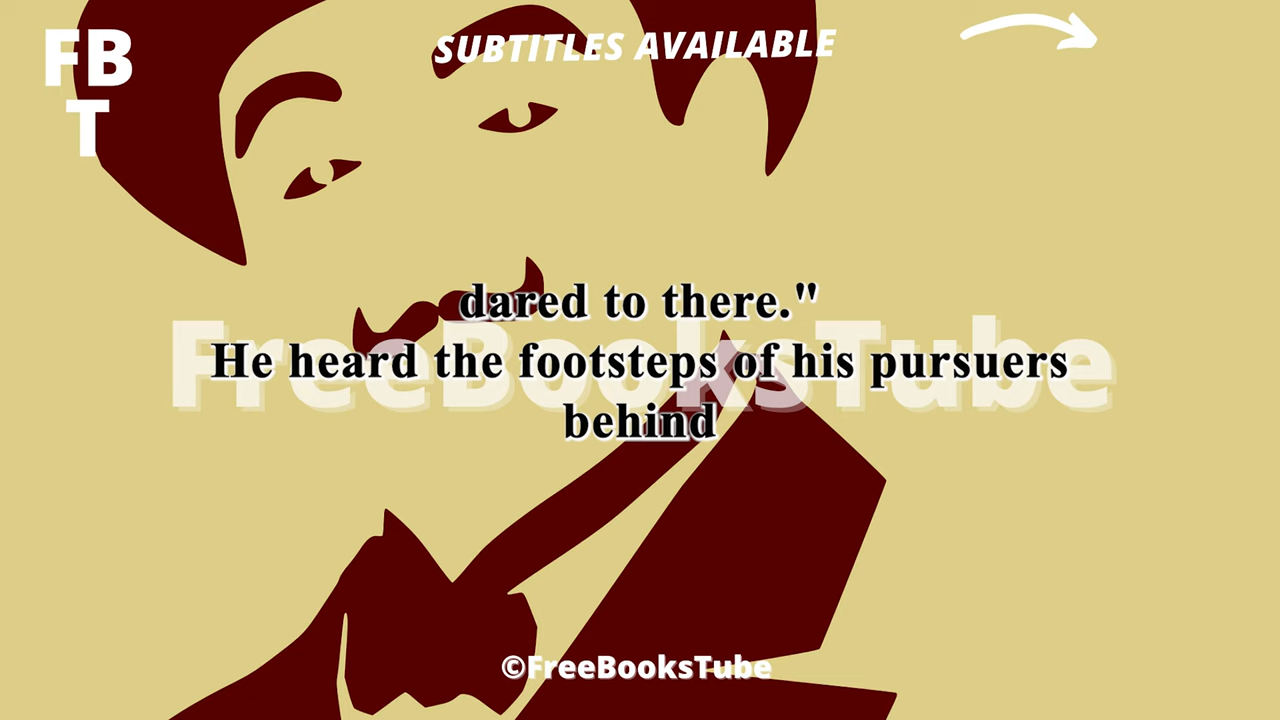 FB
T
SUBTITLES AVAILABLE
dared to there."
He heard the footsteps of his pursuers
behind
FreeBooksTube
©FreeBooksTube